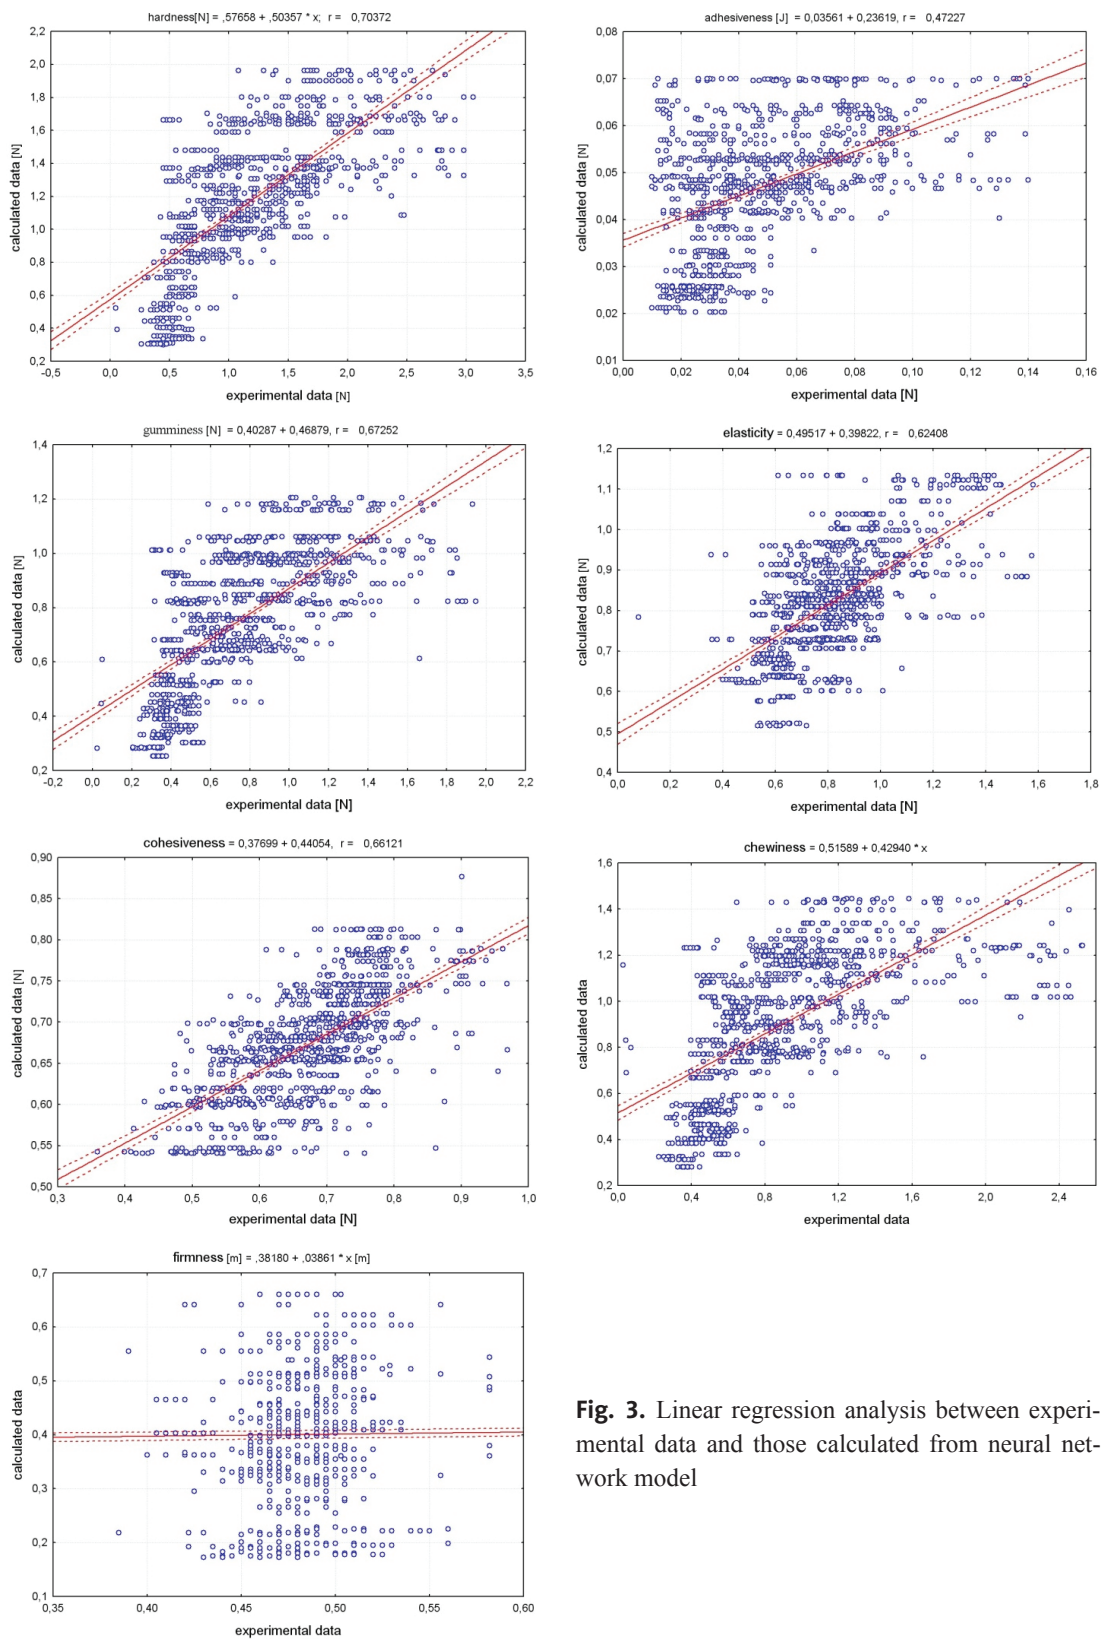 hardness[N] = ,57658 + ,50357 * x;  r =   0,70372
calculated data [N]
2,2
2,0
1,8
1,6
1,4
1,2
1,0
0,8
0,6
0,4
0,2
-0,5 0,0 0,5 1,0 1,5 2,0 2,5 3,0 3,5
experimental data [N]
adhesiveness [J]  = 0,03561 + 0,23619, r =   0,47227
calculated data [N]
0,08
0,07
0,06
0,05
0,04
0,03
0,02
0,01
0,00 0,02 0,04 0,06 0,08 0,10 0,12 0,14 0,16
experimental data [N]
gumminess [N]  = 0,40287 + 0,46879, r =   0,67252
calculated data [N]
1,4
1,2
1,0
0,8
0,6
0,4
0,2
-0,2 0,0 0,2 0,4 0,6 0,8 1,0 1,2 1,4 1,6 1,8 2,0 2,2
experimental data [N]
elasticity = 0,49517 + 0,39822, r =   0,62408
calculated data [N]
1,2
1,1
1,0
0,9
0,8
0,7
0,6
0,5
0,4
0,0 0,2 0,4 0,6 0,8 1,0 1,2 1,4 1,6 1,8
experimental data [N]
cohesiveness = 0,37699 + 0,44054,  r =   0,66121
calculated data [N]
0,90
0,85
0,80
0,75
0,70
0,65
0,60
0,55
0,50
0,3 0,4 0,5 0,6 0,7 0,8 0,9 1,0
experimental data [N]
chewiness = 0,51589 + 0,42940 * x
calculated data
1,6
1,4
1,2
1,0
0,8
0,6
0,4
0,2
0,0 0,4 0,8 1,2 1,6 2,0 2,4
experimental data
firmness [m] = ,38180 + ,03861 * x [m]
calculated data
0,7
0,6
0,5
0,4
0,3
0,2
0,1
0,35 0,40 0,45 0,50 0,55 0,60
experimental data
Fig. 3. Linear regression analysis between experi-
mental data and those calculated from neural net-
work model